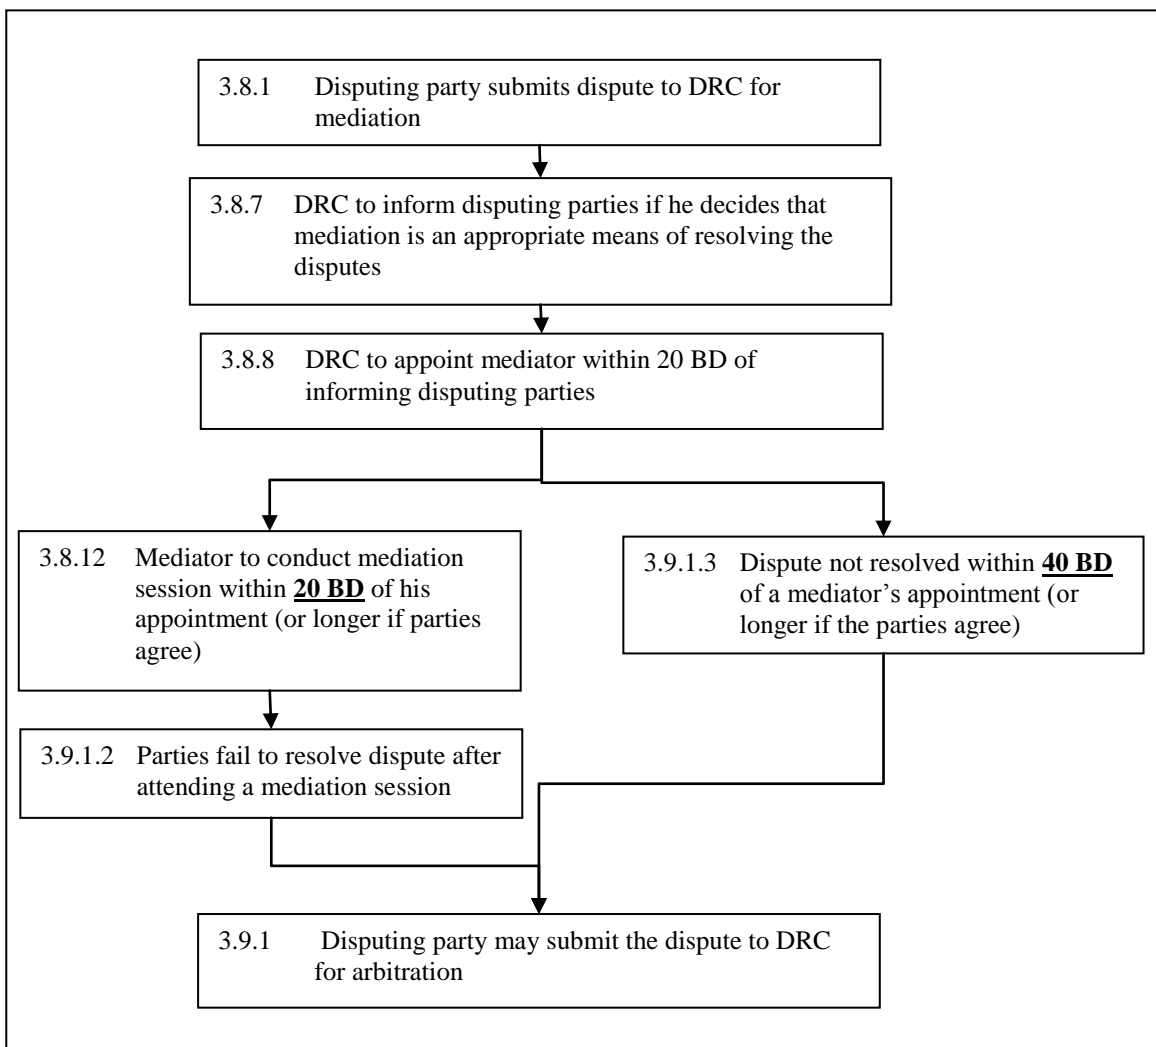 3.8.1 Disputing party submits dispute to DRC for
mediation
3.8.7 DRC to inform disputing parties if he decides that
mediation is an appropriate means of resolving the
disputes
3.8.8 DRC to appoint mediator within 20 BD of
informing disputing parties
3.8.12 Mediator to conduct mediation
session within 20 BD of his
appointment (or longer if parties
agree)
3.9.1.3 Dispute not resolved within 40 BD
of a mediator’s appointment (or
longer if the parties agree)
3.9.1.2 Parties fail to resolve dispute after
attending a mediation session
3.9.1 Disputing party may submit the dispute to DRC
for arbitration